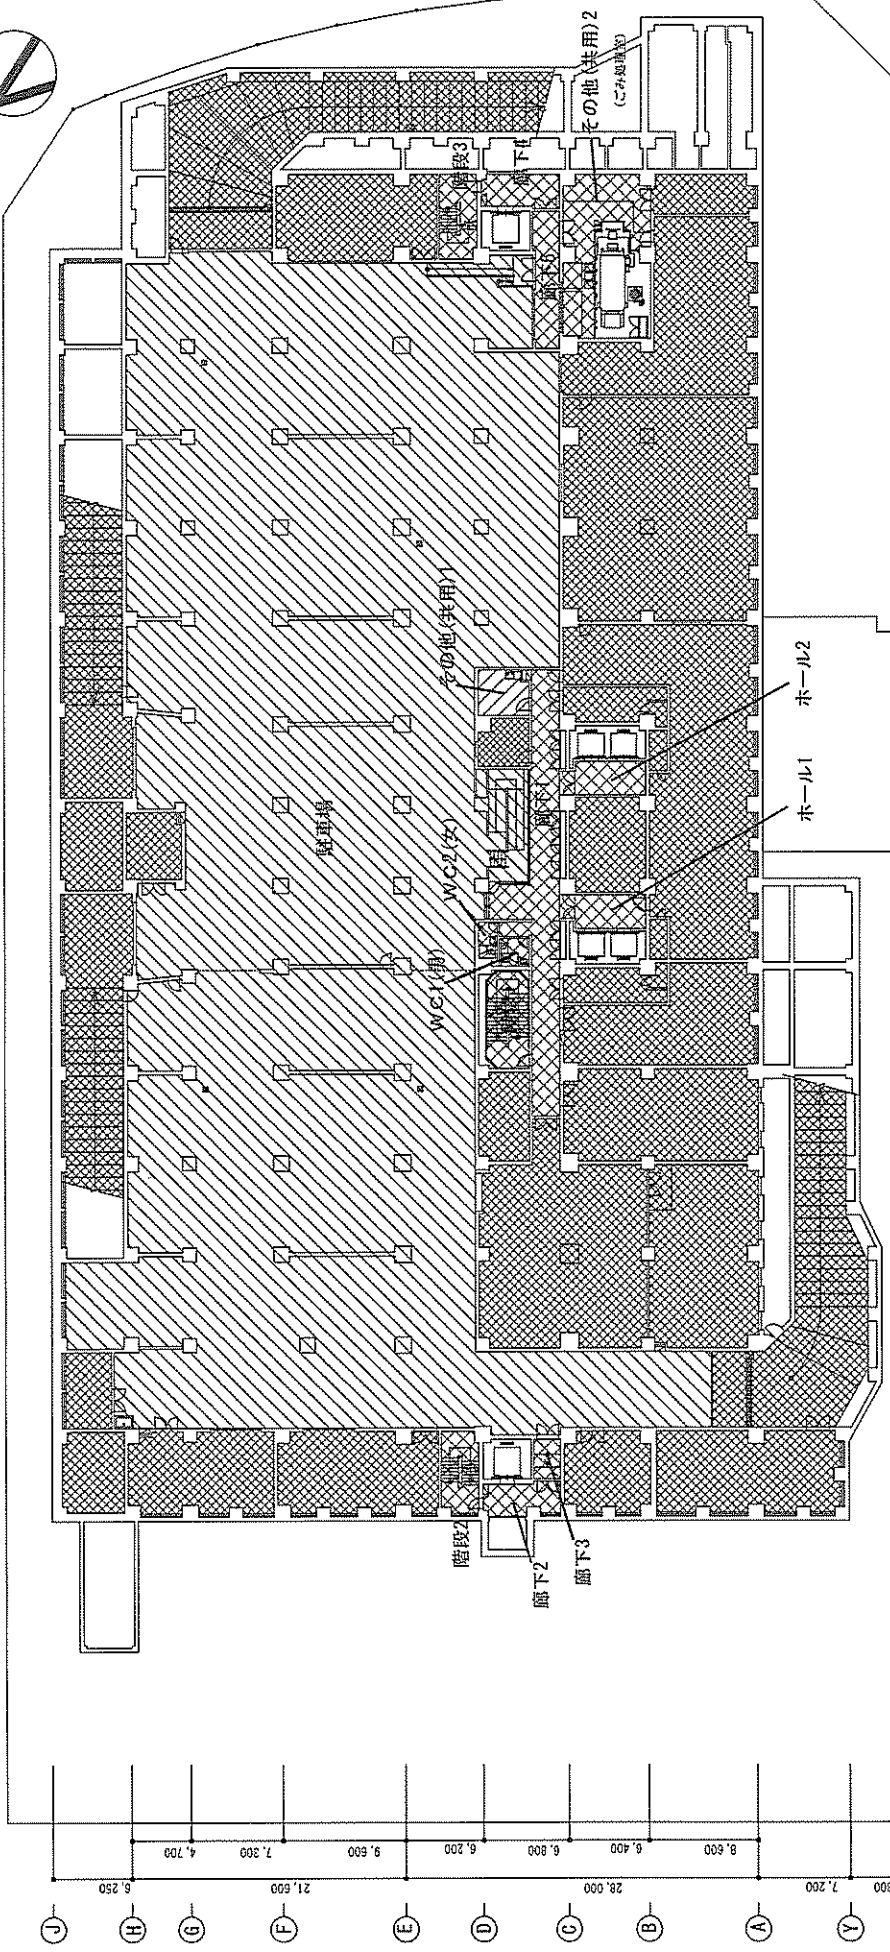 その他(共用)2
(ごみ処理室)
階段3
廊下4
廊下5
その他(共用)1
駐車場
廊下1
WC2(女)
WC1(男)
ホール2
ホール1
階段2
廊下2
廊下3
6,250
4,700
7,300
21,600
9,600
6,200
6,800
28,000
6,400
8,600
7,200
J
H
G
F
E
D
C
B
A
Y